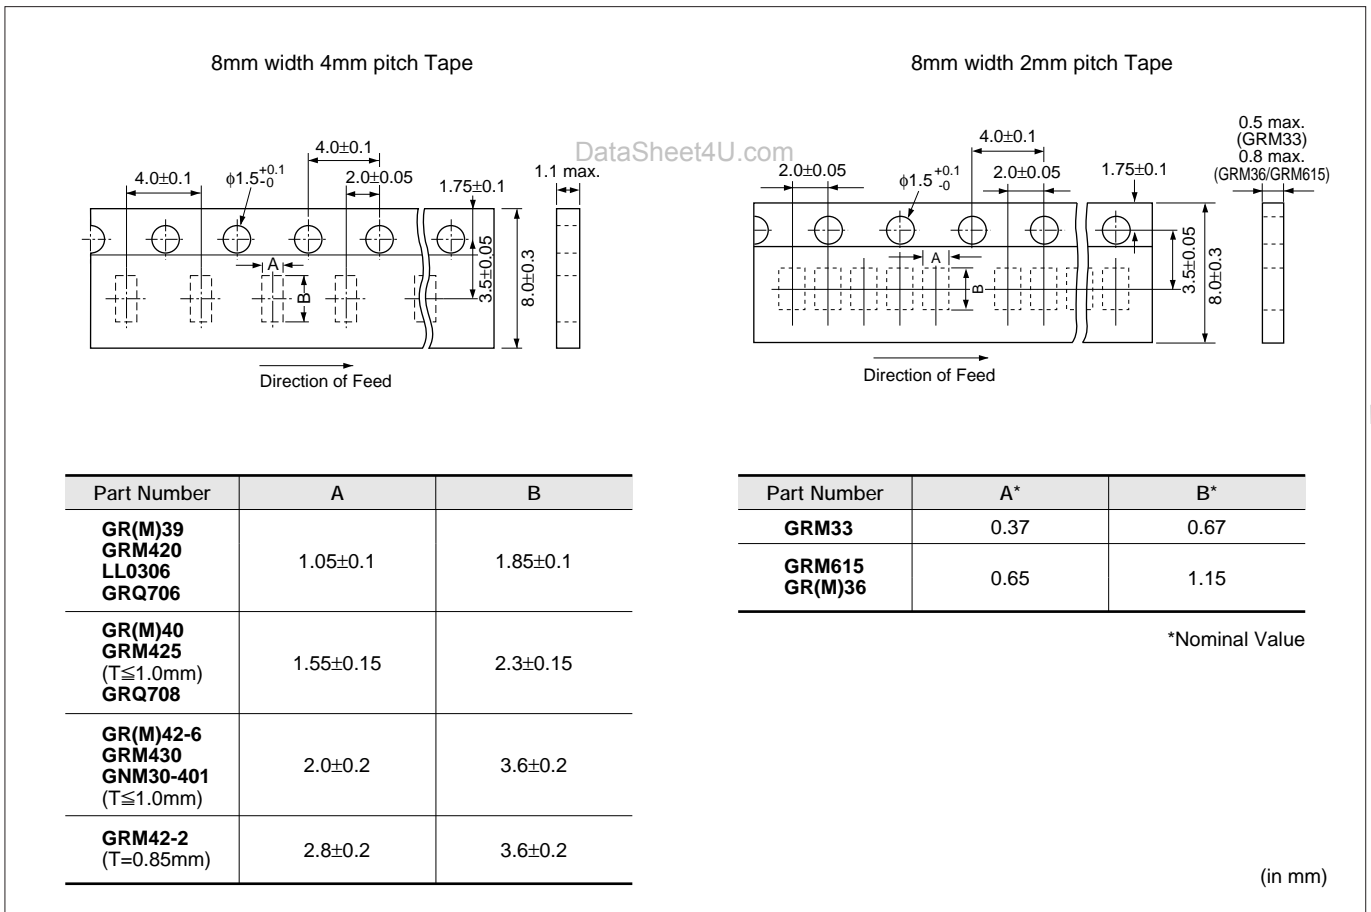 8mm width 4mm pitch Tape
8mm width 2mm pitch Tape
DataSheet4U.com
4.0±0.1
4.0±0.1
ϕ1.5 +0.1 -0
2.0±0.05
1.75±0.1
1.1 max.
A
B
3.5±0.05
8.0±0.3
Direction of Feed
0.5 max.
(GRM33)
0.8 max.
(GRM36/GRM615)
4.0±0.1
2.0±0.05
ϕ1.5 +0.1 -0
2.0±0.05
1.75±0.1
A
B
3.5±0.05
8.0±0.3
Direction of Feed
Part Number A B
GR(M)39
GRM420
LL0306
GRQ706
1.05±0.1 1.85±0.1
GR(M)40
GRM425
(T≦1.0mm)
GRQ708
1.55±0.15 2.3±0.15
GR(M)42-6
GRM430
GNM30-401
(T≦1.0mm)
2.0±0.2 3.6±0.2
GRM42-2
(T=0.85mm)
2.8±0.2 3.6±0.2
Part Number A* B*
GRM33 0.37 0.67
GRM615
GR(M)36
0.65 1.15
*Nominal Value
(in mm)